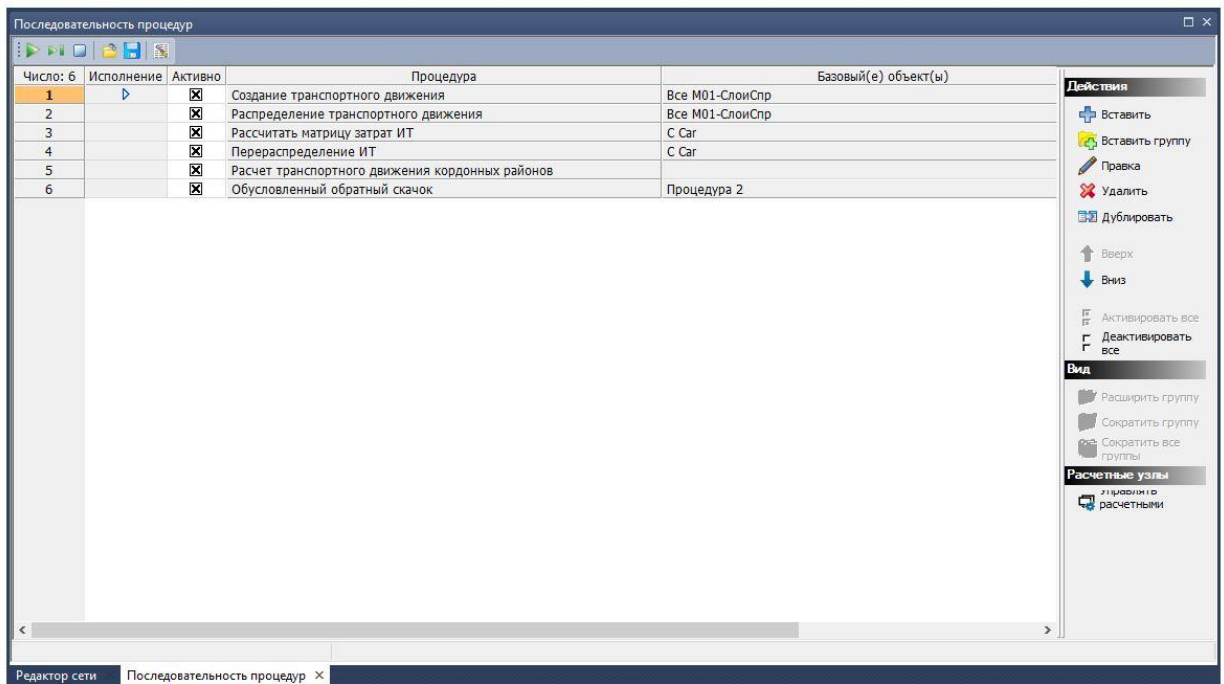 Последовательность процедур
Число: 6 Исполнение Активно Процедура Базовый(е) объект(ы)
1 Создание транспортного движения Все М01-СлоиСпр
2 Распределение транспортного движения Все М01-СлоиСпр
3 Рассчитать матрицу затрат ИТ C Car
4 Перераспределение ИТ C Car
5 Расчет транспортного движения кордонных районов
6 Обусловленный обратный скачок Процедура 2
Действия
Вставить
Вставить группу
Правка
Удалить
Дублировать
Вверх
Вниз
Активировать все
Деактивировать
все
Вид
Расширить группу
Сократить группу
Сократить все
группы
Расчетные узлы
Управлять
расчетными
Редактор сети Последовательность процедур